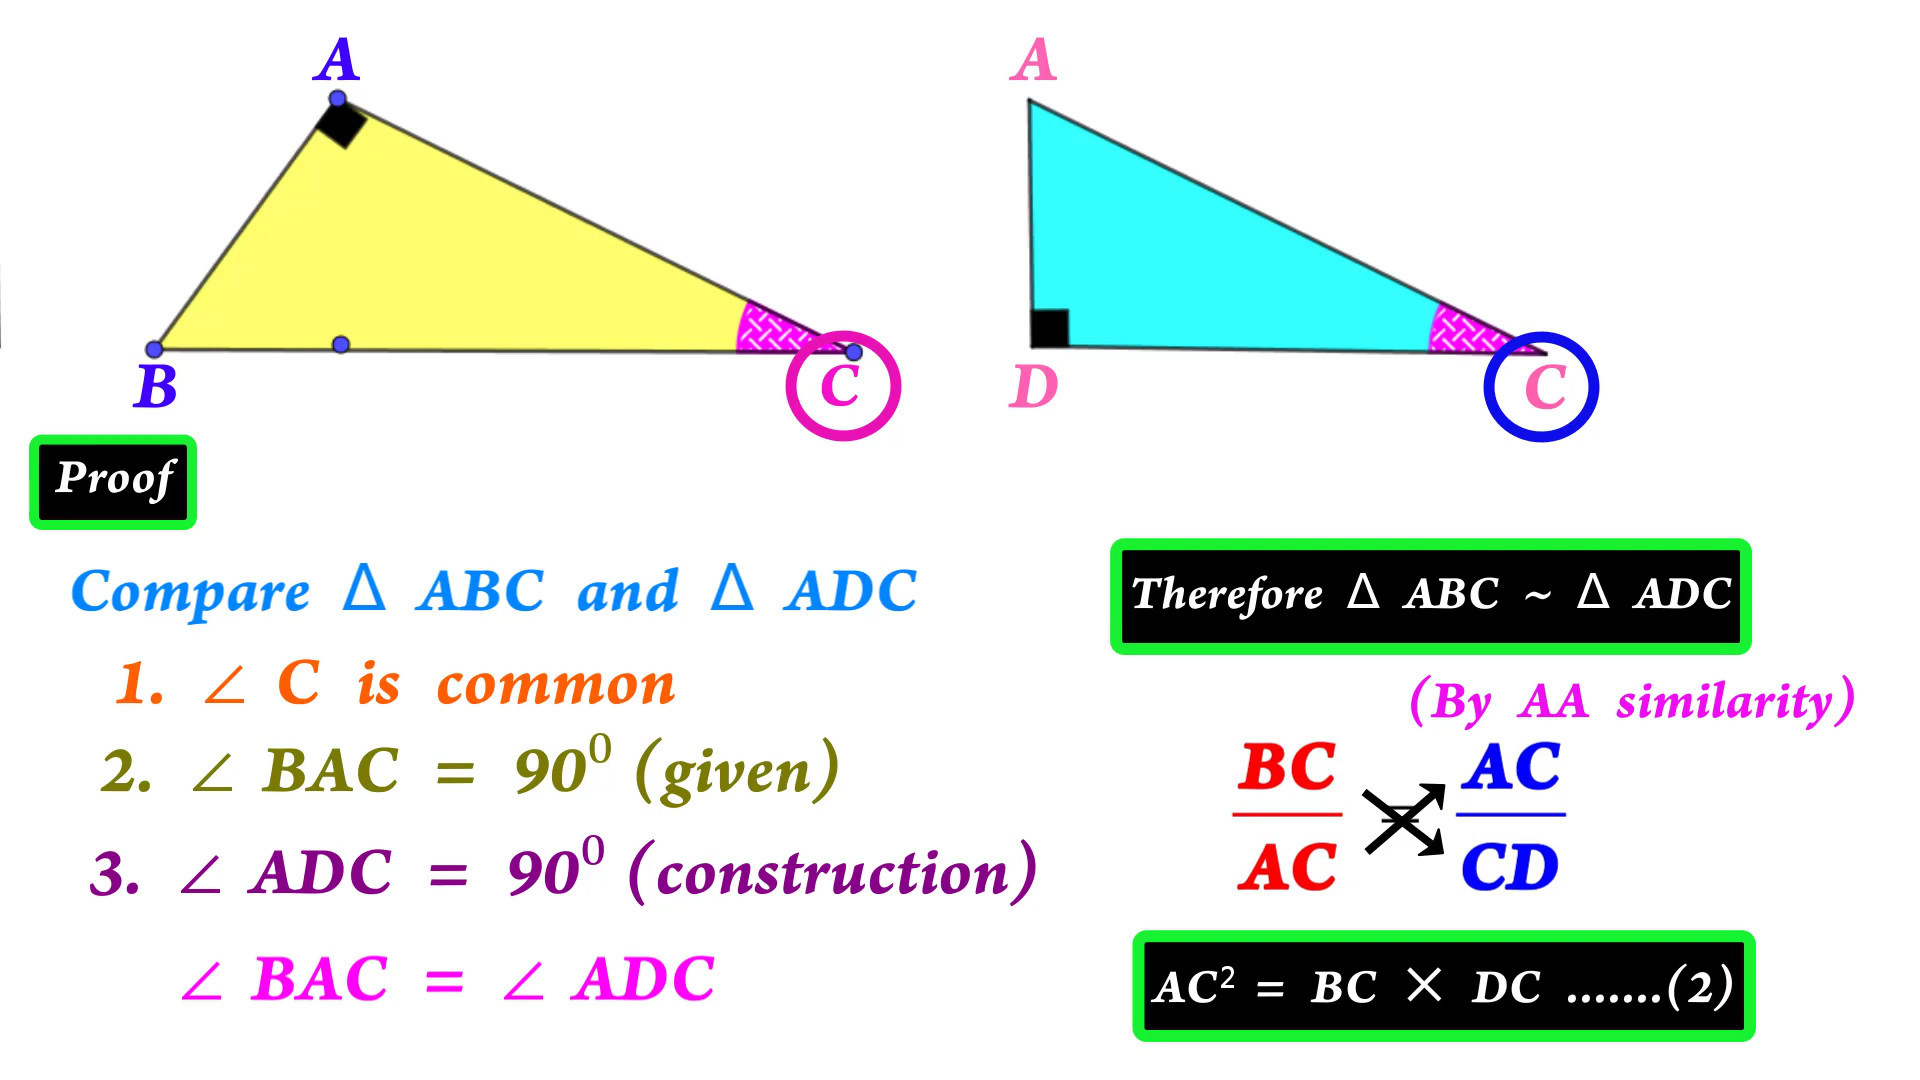 A
A
B
C
D
C
Proof
Compare Δ ABC and Δ ADC
1. ∠ C is common
2. ∠ BAC = 90⁰ (given)
3. ∠ ADC = 90⁰ (construction)
∠ BAC = ∠ ADC
Therefore Δ ABC ~ Δ ADC
(By AA similarity)
BC/AC = AC/CD
AC² = BC × DC .......(2)